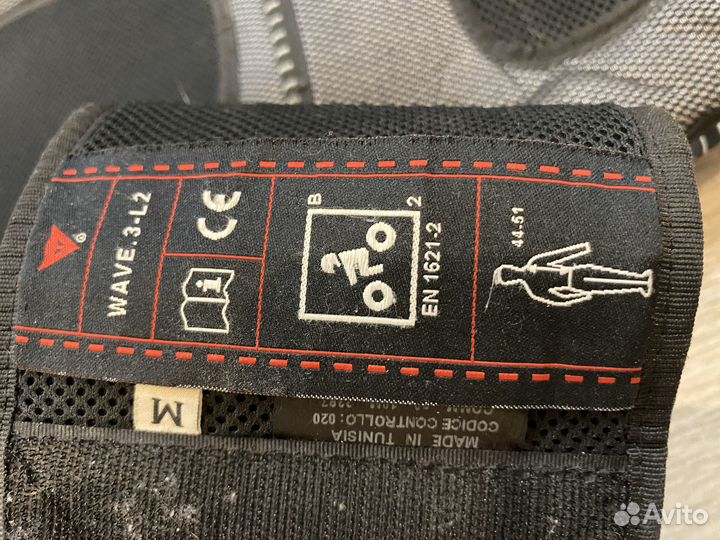 WAVE.3-L2
CE
i
B
2
EN 1621-2
44.51
M
MADE IN TUNISIA
CODICE CONTROLLO: 020
Avito